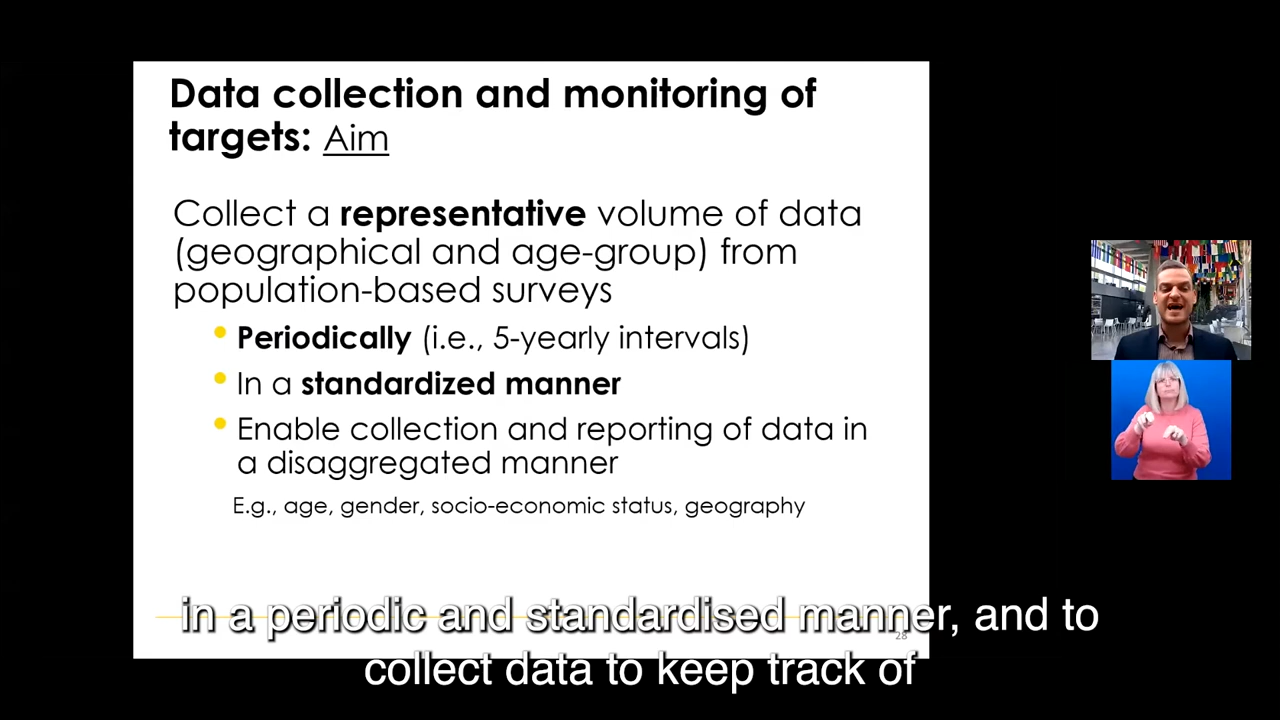 Data collection and monitoring of
targets: Aim
Collect a representative volume of data
(geographical and age-group) from
population-based surveys
• Periodically (i.e., 5-yearly intervals)
• In a standardized manner
• Enable collection and reporting of data in
a disaggregated manner
E.g., age, gender, socio-economic status, geography
28
in a periodic and standardised manner, and to
collect data to keep track of